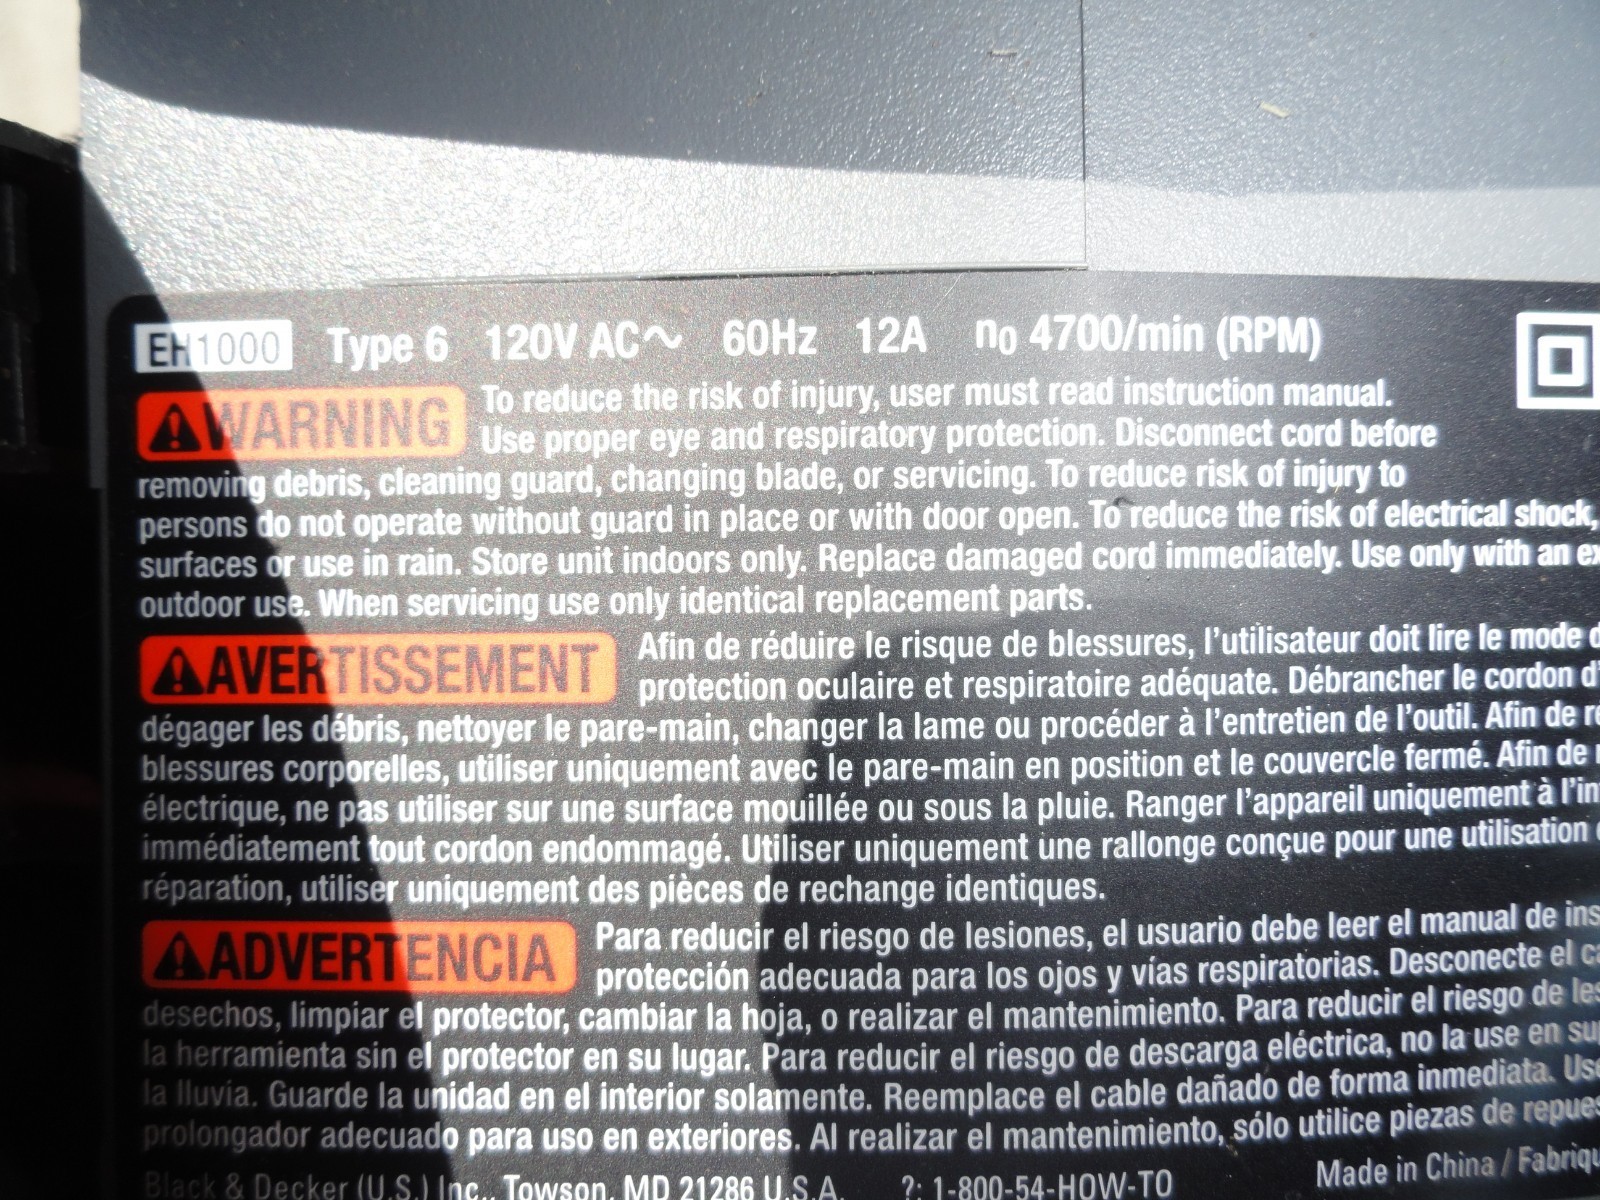 EH1000 Type 6 120V AC~ 60Hz 12A n0 4700/min (RPM)
WARNING To reduce the risk of injury, user must read instruction manual.
Use proper eye and respiratory protection. Disconnect cord before
removing debris, cleaning guard, changing blade, or servicing. To reduce risk of injury to
persons do not operate without guard in place or with door open. To reduce the risk of electrical shock,
surfaces or use in rain. Store unit indoors only. Replace damaged cord immediately. Use only with an ex
outdoor use. When servicing use only identical replacement parts.
AVERTISSEMENT Afin de réduire le risque de blessures, l'utilisateur doit lire le mode d
protection oculaire et respiratoire adéquate. Débrancher le cordon d'
dégager les débris, nettoyer le pare-main, changer la lame ou procéder à l'entretien de l'outil. Afin de re
blessures corporelles, utiliser uniquement avec le pare-main en position et le couvercle fermé. Afin de
électrique, ne pas utiliser sur une surface mouillée ou sous la pluie. Ranger l'appareil uniquement à l'in
immédiatement tout cordon endommagé. Utiliser uniquement une rallonge conçue pour une utilisation
réparation, utiliser uniquement des pièces de rechange identiques.
ADVERTENCIA Para reducir el riesgo de lesiones, el usuario debe leer el manual de ins
protección adecuada para los ojos y vías respiratorias. Desconecte el ca
desechos, limpiar el protector, cambiar la hoja, o realizar el mantenimiento. Para reducir el riesgo de les
la herramienta sin el protector en su lugar. Para reducir el riesgo de descarga eléctrica, no la use en sup
la lluvia. Guarde la unidad en el interior solamente. Reemplace el cable dañado de forma inmediata. Use
prolongador adecuado para uso en exteriores. Al realizar el mantenimiento, sólo utilice piezas de repues
Black & Decker (U.S.) Inc., Towson, MD 21286 U.S.A. ?: 1-800-54-HOW-TO Made in China / Fabriqu